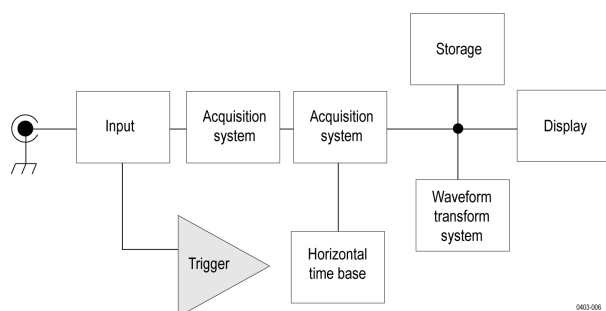 Storage
Input
Acquisition
system
Acquisition
system
Display
Waveform
transform
system
Trigger
Horizontal
time base
0403-006